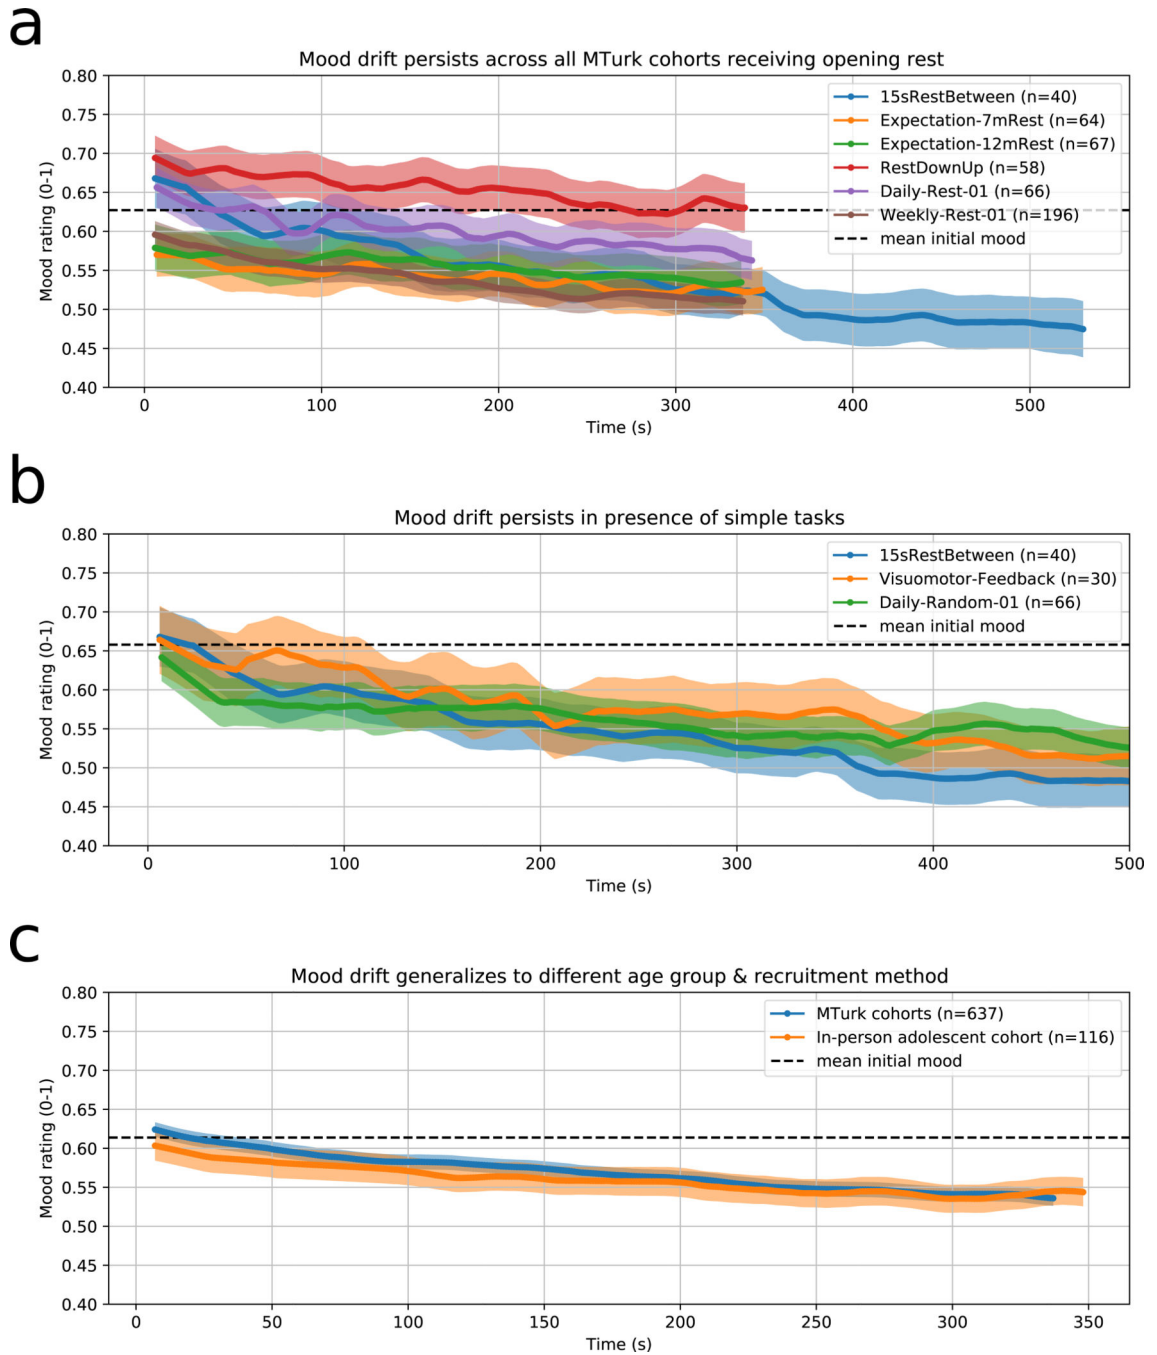 a
Mood drift persists across all MTurk cohorts receiving opening rest
Mood rating (0-1)
0.80
0.75
0.70
0.65
0.60
0.55
0.50
0.45
0.40
15sRestBetween (n=40)
Expectation-7mRest (n=64)
Expectation-12mRest (n=67)
RestDownUp (n=58)
Daily-Rest-01 (n=66)
Weekly-Rest-01 (n=196)
mean initial mood
0 100 200 300 400 500
Time (s)
b
Mood drift persists in presence of simple tasks
Mood rating (0-1)
0.80
0.75
0.70
0.65
0.60
0.55
0.50
0.45
0.40
15sRestBetween (n=40)
Visuomotor-Feedback (n=30)
Daily-Random-01 (n=66)
mean initial mood
0 100 200 300 400 500
Time (s)
c
Mood drift generalizes to different age group & recruitment method
Mood rating (0-1)
0.80
0.75
0.70
0.65
0.60
0.55
0.50
0.45
0.40
MTurk cohorts (n=637)
In-person adolescent cohort (n=116)
mean initial mood
0 50 100 150 200 250 300 350
Time (s)